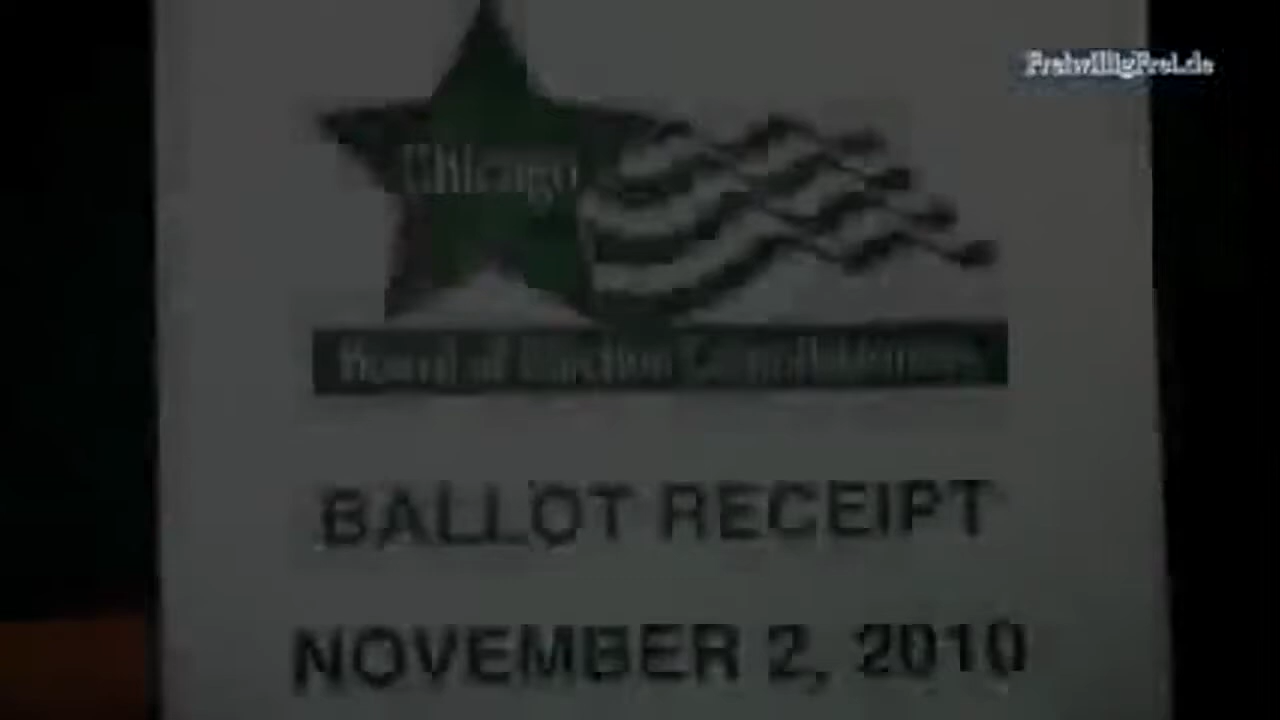 FreiwilligFrei.de
Chicago
Board of Election Commissioners
BALLOT RECEIPT
NOVEMBER 2, 2010